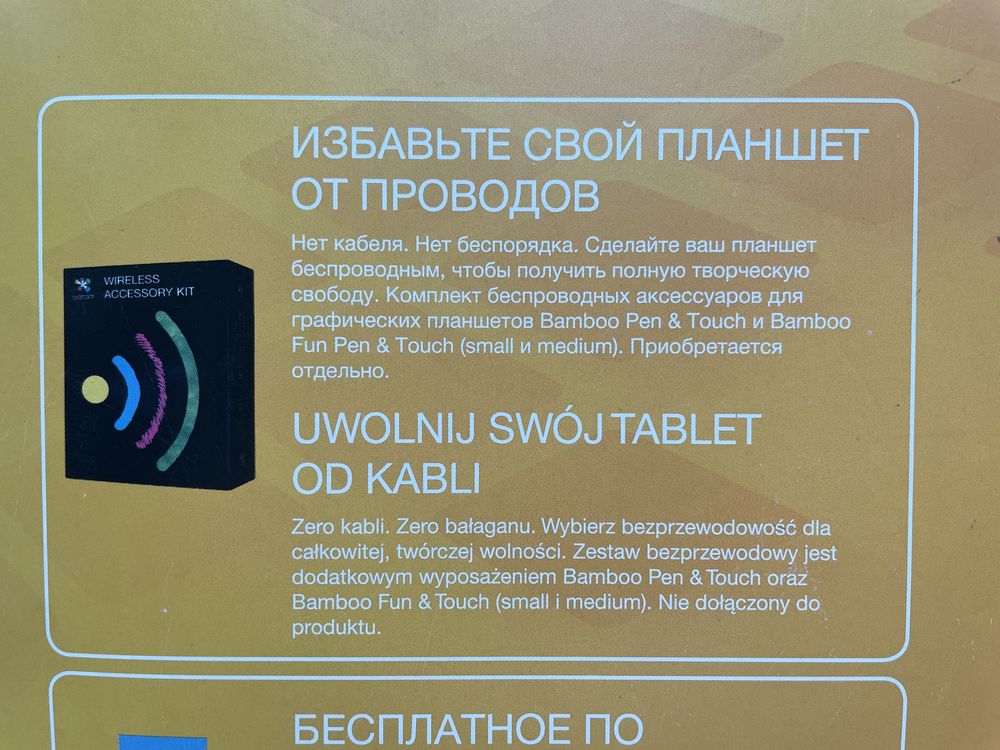 ИЗБАВЬТЕ СВОЙ ПЛАНШЕТ
ОТ ПРОВОДОВ
Нет кабеля. Нет беспорядка. Сделайте ваш планшет
беспроводным, чтобы получить полную творческую
свободу. Комплект беспроводных аксессуаров для
графических планшетов Bamboo Pen & Touch и Bamboo
Fun Pen & Touch (small и medium). Приобретается
отдельно.
WIRELESS
ACCESSORY KIT
UWOLNIJ SWÓJ TABLET
OD KABLI
Zero kabli. Zero bałaganu. Wybierz bezprzewodowość dla
całkowitej, twórczej wolności. Zestaw bezprzewodowy jest
dodatkowym wyposażeniem Bamboo Pen & Touch oraz
Bamboo Fun & Touch (small i medium). Nie dołączony do
produktu.
БЕСПЛАТНОЕ ПО